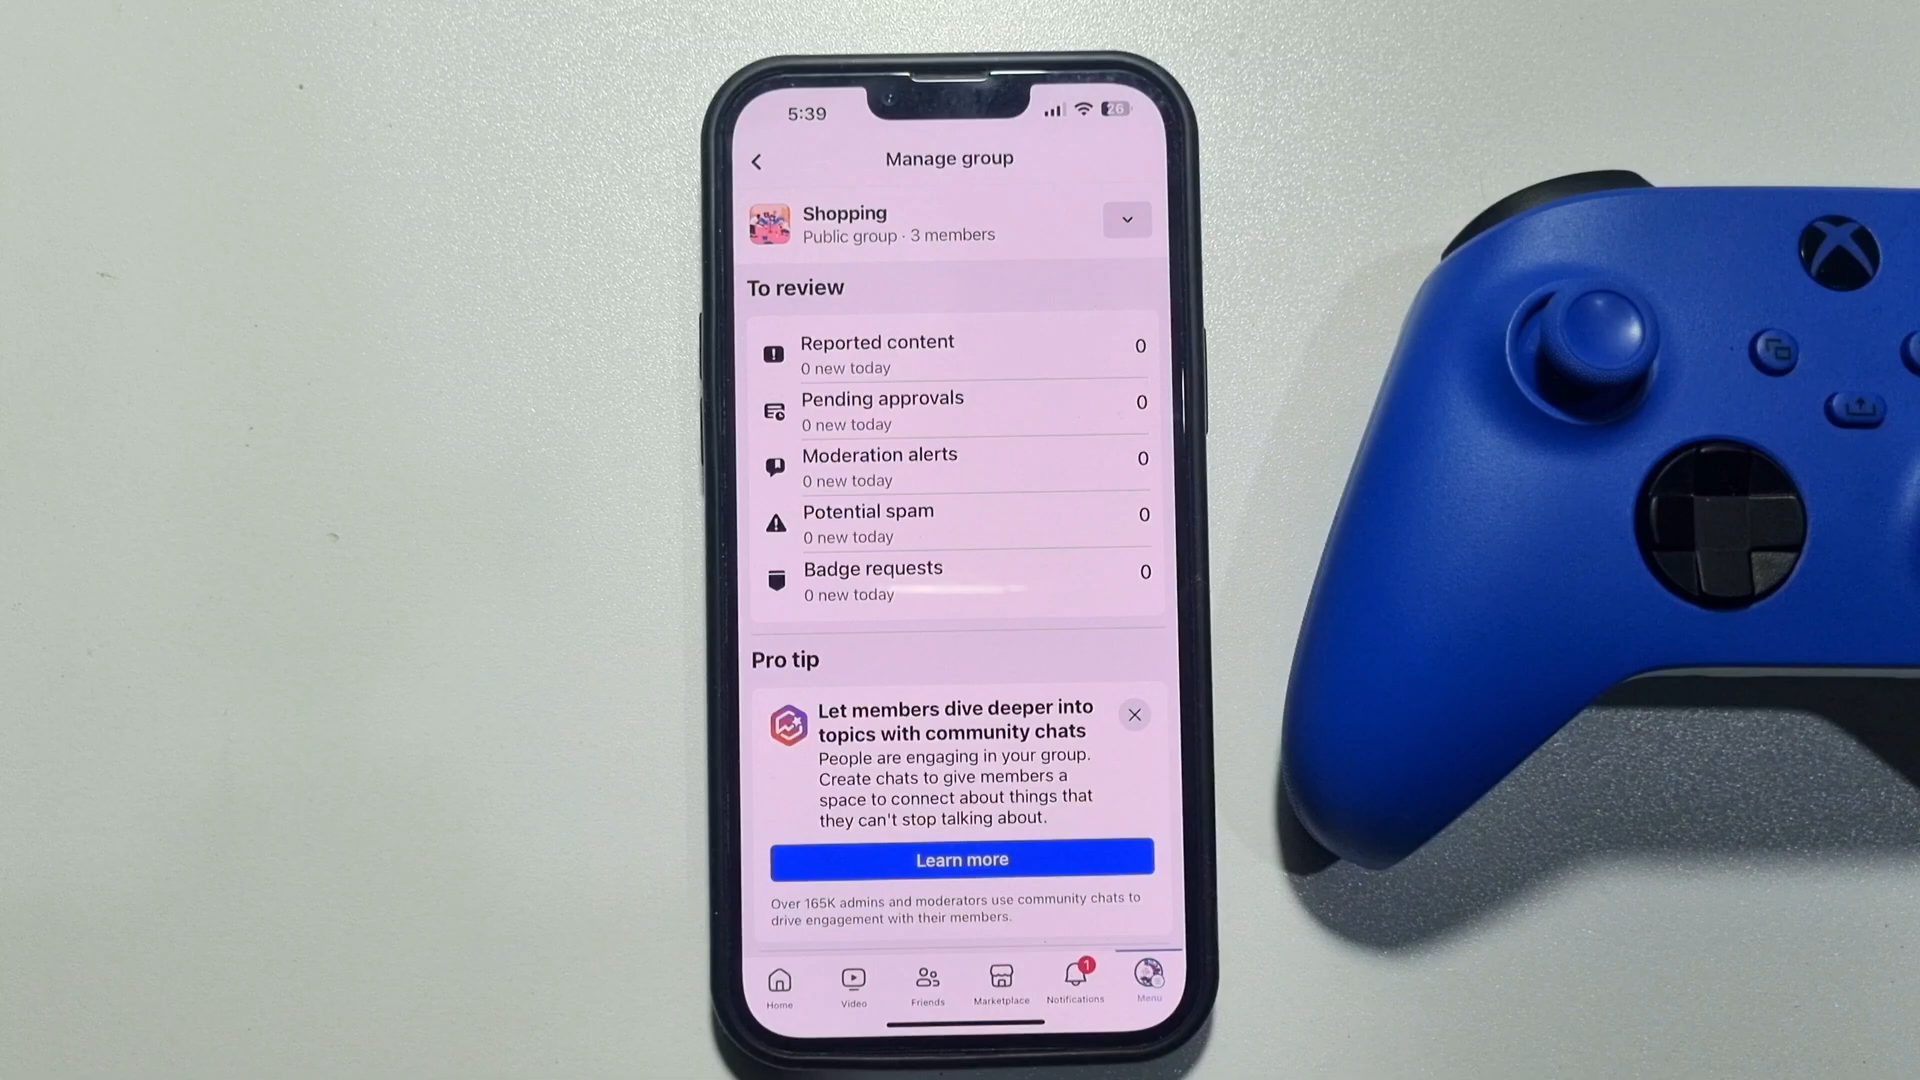 5:39
26
Manage group
Shopping
Public group · 3 members
To review
Reported content
0
0 new today
Pending approvals
0
0 new today
Moderation alerts
0
0 new today
Potential spam
0
0 new today
Badge requests
0
0 new today
Pro tip
Let members dive deeper into
topics with community chats
People are engaging in your group.
Create chats to give members a
space to connect about things that
they can't stop talking about.
Learn more
Over 165K admins and moderators use community chats to
drive engagement with their members.
1
Home
Video
Friends
Marketplace
Notifications
Menu